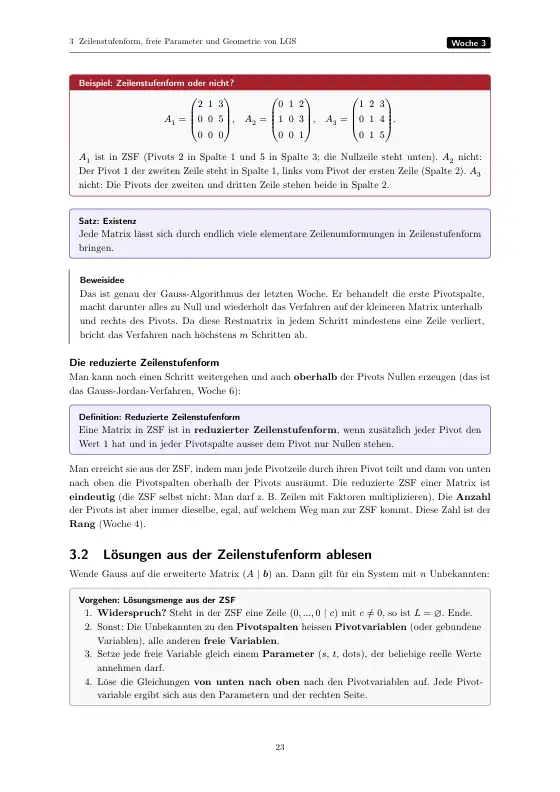 3 Zeilenstufenform, freie Parameter und Geometrie von LGS
Woche 3
Beispiel: Zeilenstufenform oder nicht?
A₁ = (2 1 3; 0 0 5; 0 0 0), A₂ = (0 1 2; 1 0 3; 0 0 1), A₃ = (1 2 3; 0 1 4; 0 1 5).
A₁ ist in ZSF (Pivots 2 in Spalte 1 und 5 in Spalte 3; die Nullzeile steht unten). A₂ nicht:
Der Pivot 1 der zweiten Zeile steht in Spalte 1, links vom Pivot der ersten Zeile (Spalte 2). A₃
nicht: Die Pivots der zweiten und dritten Zeile stehen beide in Spalte 2.
Satz: Existenz
Jede Matrix lässt sich durch endlich viele elementare Zeilenumformungen in Zeilenstufenform
bringen.
Beweisidee
Das ist genau der Gauss-Algorithmus der letzten Woche. Er behandelt die erste Pivotspalte,
macht darunter alles zu Null und wiederholt das Verfahren auf der kleineren Matrix unterhalb
und rechts des Pivots. Da diese Restmatrix in jedem Schritt mindestens eine Zeile verliert,
bricht das Verfahren nach höchstens m Schritten ab.
Die reduzierte Zeilenstufenform
Man kann noch einen Schritt weitergehen und auch oberhalb der Pivots Nullen erzeugen (das ist
das Gauss-Jordan-Verfahren, Woche 6):
Definition: Reduzierte Zeilenstufenform
Eine Matrix in ZSF ist in reduzierter Zeilenstufenform, wenn zusätzlich jeder Pivot den
Wert 1 hat und in jeder Pivotspalte ausser dem Pivot nur Nullen stehen.
Man erreicht sie aus der ZSF, indem man jede Pivotzeile durch ihren Pivot teilt und dann von unten
nach oben die Pivotspalten oberhalb der Pivots ausräumt. Die reduzierte ZSF einer Matrix ist
eindeutig (die ZSF selbst nicht: Man darf z. B. Zeilen mit Faktoren multiplizieren). Die Anzahl
der Pivots ist aber immer dieselbe, egal, auf welchem Weg man zur ZSF kommt. Diese Zahl ist der
Rang (Woche 4).
3.2 Lösungen aus der Zeilenstufenform ablesen
Wende Gauss auf die erweiterte Matrix (A | b) an. Dann gilt für ein System mit n Unbekannten:
Vorgehen: Lösungsmenge aus der ZSF
1. Widerspruch? Steht in der ZSF eine Zeile (0, ..., 0 | c) mit c ≠ 0, so ist L = ∅. Ende.
2. Sonst: Die Unbekannten zu den Pivotspalten heissen Pivotvariablen (oder gebundene
Variablen), alle anderen freie Variablen.
3. Setze jede freie Variable gleich einem Parameter (s, t, dots), der beliebige reelle Werte
annehmen darf.
4. Löse die Gleichungen von unten nach oben nach den Pivotvariablen auf. Jede Pivot-
variable ergibt sich aus den Parametern und der rechten Seite.
23